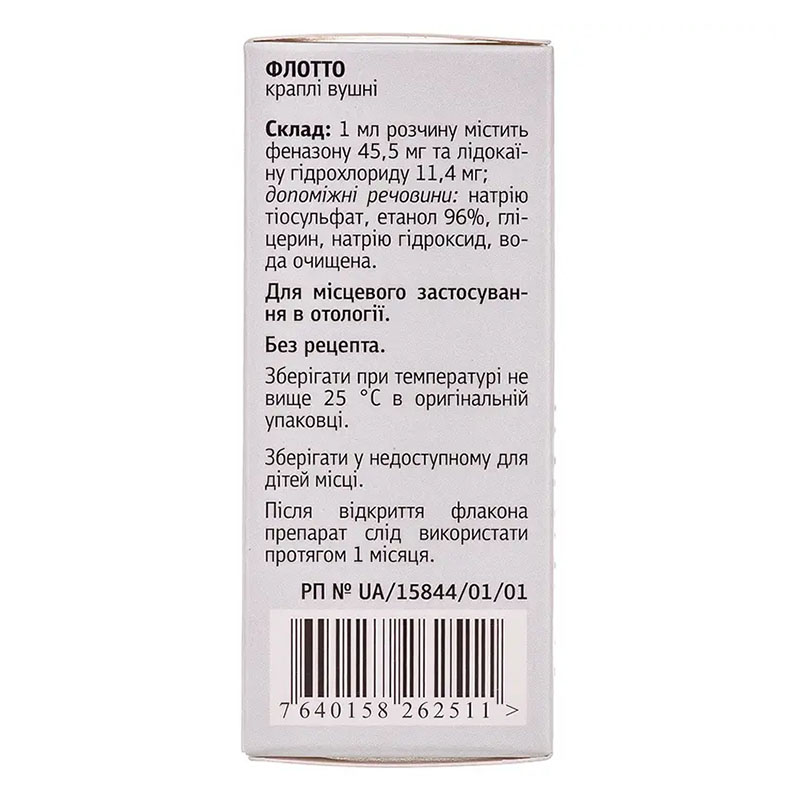 ФЛОТТО
краплі вушні
Склад: 1 мл розчину містить
феназону 45,5 мг та лідокаї-
ну гідрохлориду 11,4 мг;
допоміжні речовини: натрію
тіосульфат, етанол 96%, глі-
церин, натрію гідроксид, во-
да очищена.
Для місцевого застосуван-
ня в отології.
Без рецепта.
Зберігати при температурі не
вище 25 °С в оригінальній
упаковці.
Зберігати у недоступному для
дітей місці.
Після відкриття флакона
препарат слід використати
протягом 1 місяця.
РП № UA/15844/01/01
7 640158 262511 >